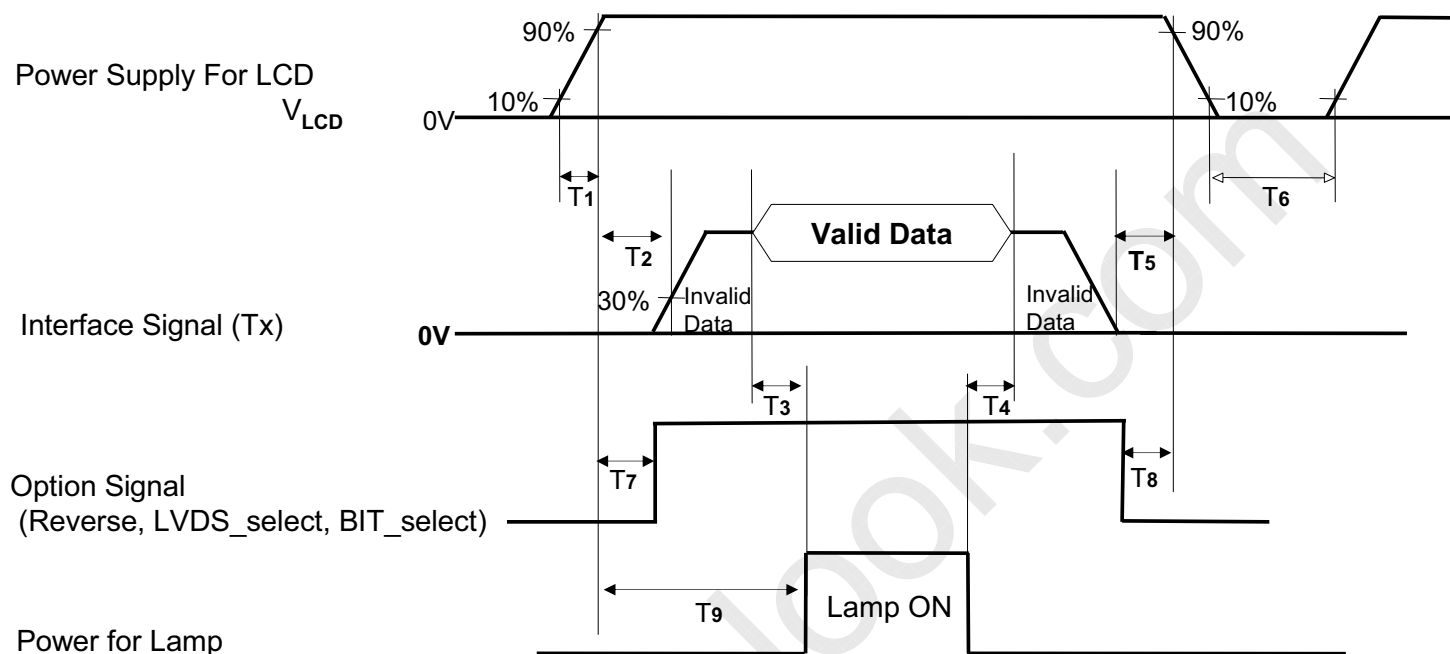 90%
90%
Power Supply For LCD
10%
10%
VLCD
0V
T1
T6
Valid Data
T2
T5
30%
Invalid
Data
Invalid
Data
Interface Signal (Tx)
0V
T3
T4
T7
T8
Option Signal
(Reverse, LVDS_select, BIT_select)
T9
Lamp ON
Power for Lamp
look.com